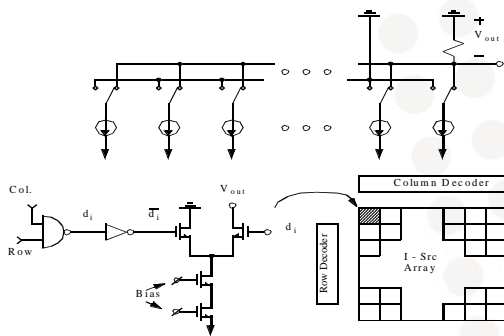 +
V out
−
Column Decoder
Col.
V out
d i
d i
d i
Row
Row Decoder
I - Src
Array
Bias